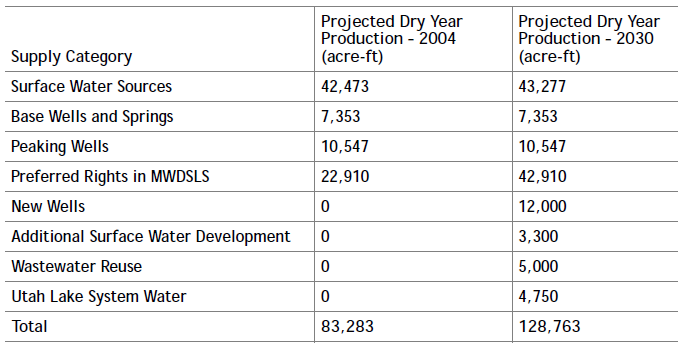 Supply Category Projected Dry Year Production - 2004 (acre-ft) Projected Dry Year Production - 2030 (acre-ft)
Surface Water Sources 42,473 43,277
Base Wells and Springs 7,353 7,353
Peaking Wells 10,547 10,547
Preferred Rights in MWDSLS 22,910 42,910
New Wells 0 12,000
Additional Surface Water Development 0 3,300
Wastewater Reuse 0 5,000
Utah Lake System Water 0 4,750
Total 83,283 128,763